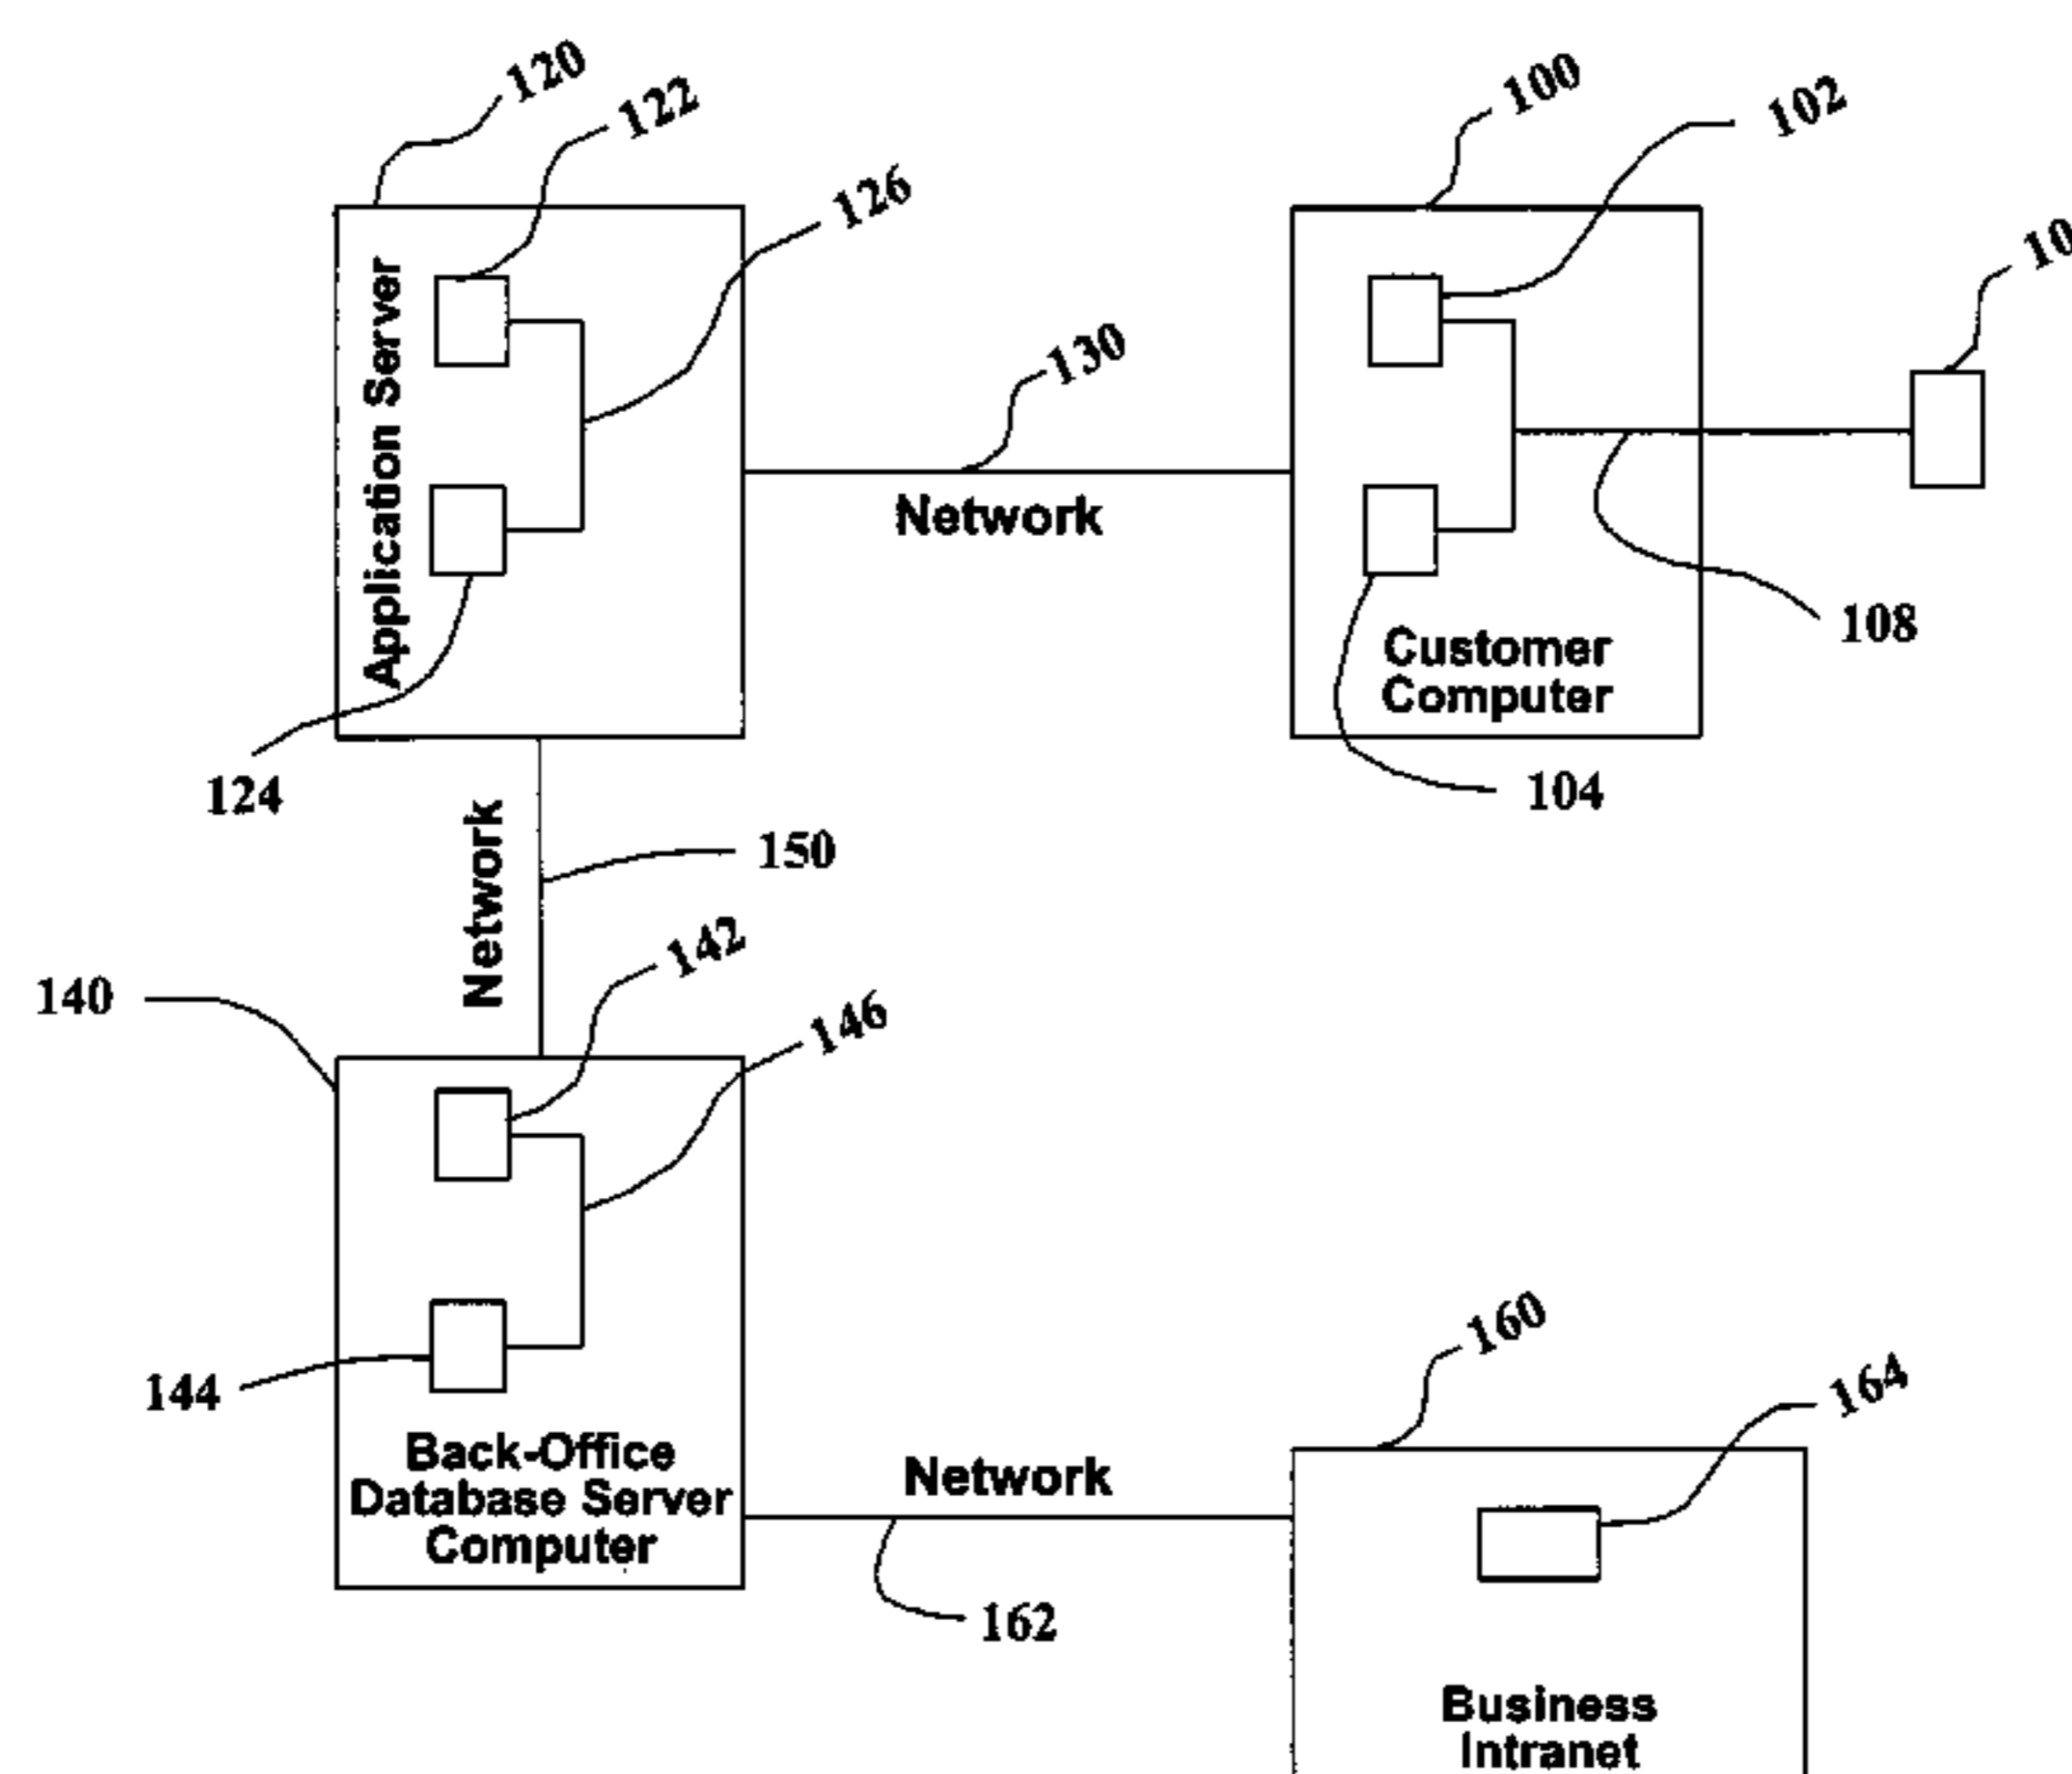 120
122
126
100
102
130
Application Server
Network
108
Customer
Computer
124
104
Network
150
142
140
146
144
Back-Office
Database Server
Computer
Network
162
160
164
Business
Intranet